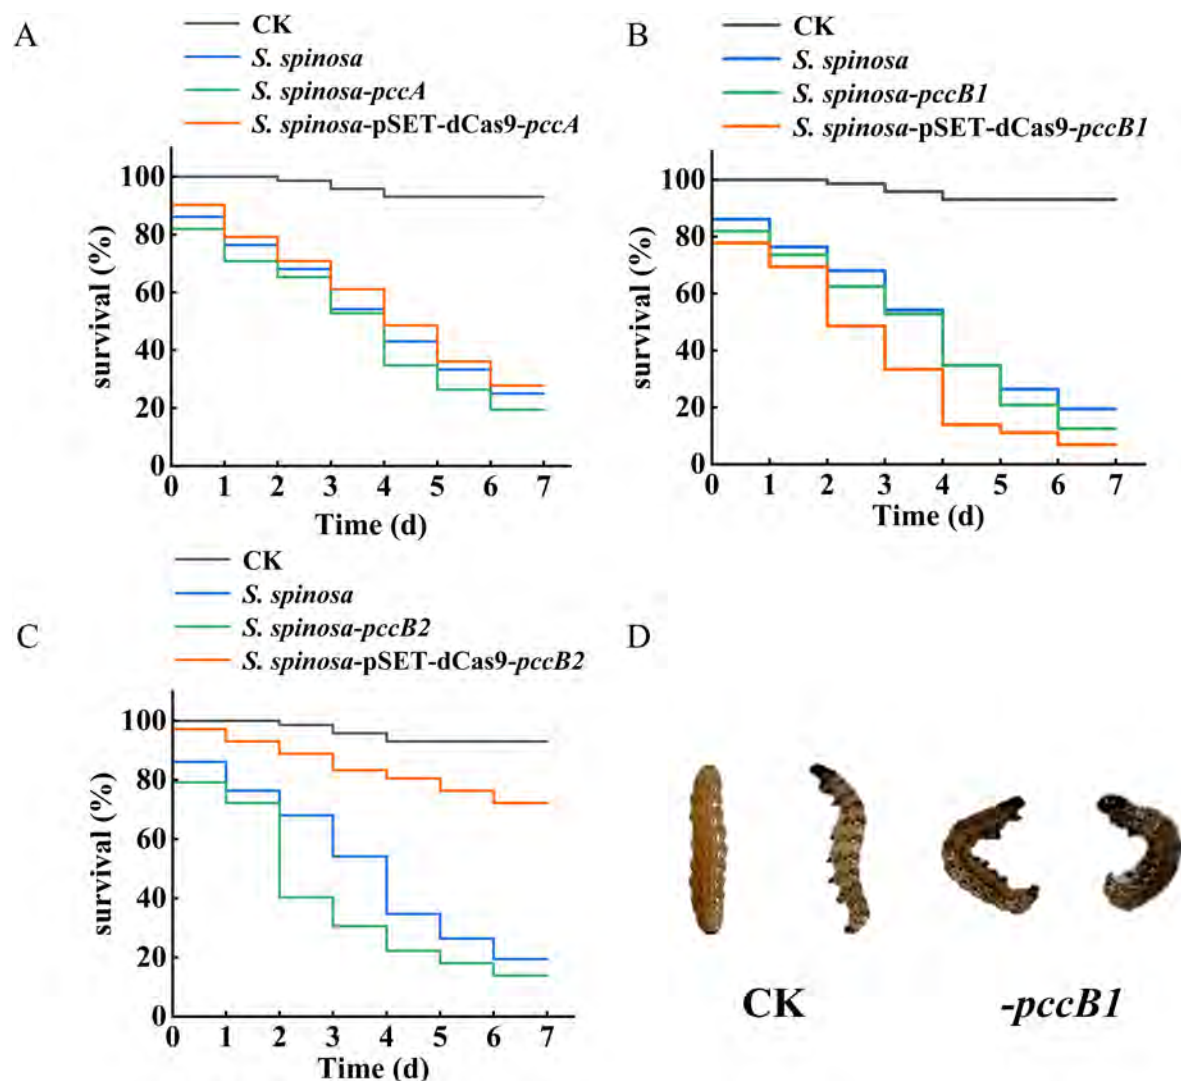 A
CK
S. spinosa
S. spinosa-pccA
S. spinosa-pSET-dCas9-pccA
survival (%)
100
80
60
40
20
0
0 1 2 3 4 5 6 7
Time (d)
B
CK
S. spinosa
S. spinosa-pccB1
S. spinosa-pSET-dCas9-pccB1
survival (%)
100
80
60
40
20
0
0 1 2 3 4 5 6 7
Time (d)
C
CK
S. spinosa
S. spinosa-pccB2
S. spinosa-pSET-dCas9-pccB2
survival (%)
100
80
60
40
20
0
0 1 2 3 4 5 6 7
Time (d)
D
CK
-pccB1